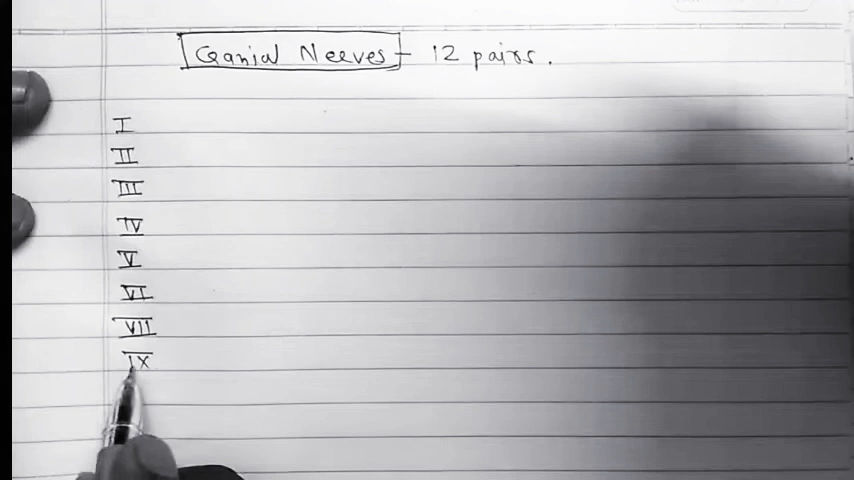 Cranial Nerves - 12 pairs.
I
II
III
IV
V
VI
VII
IX